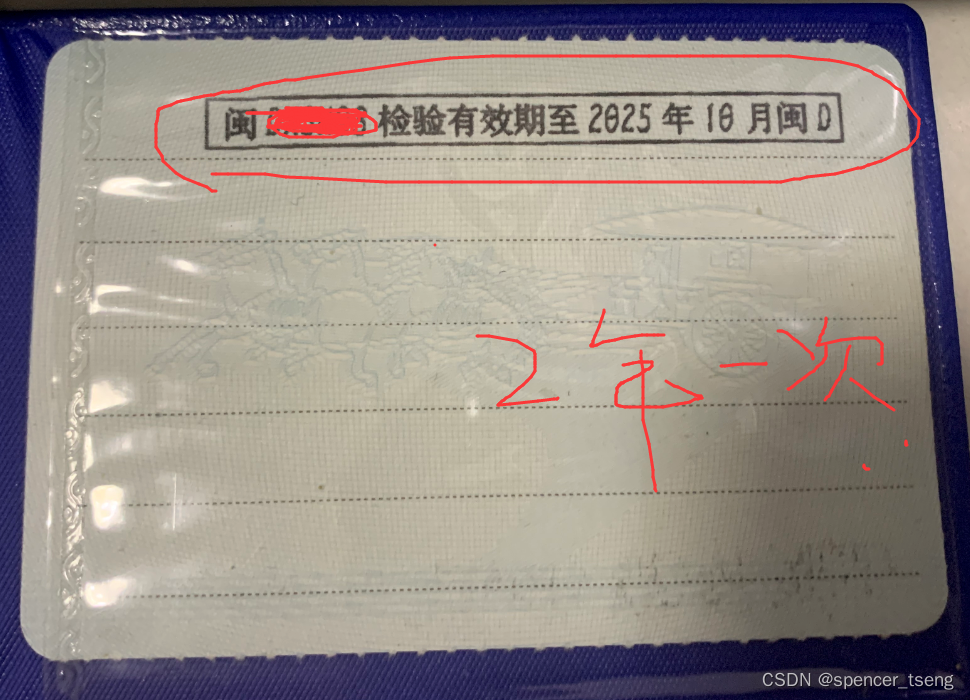 闽 检验有效期至 2025 年 10 月闽 D
2年一次
CSDN @spencer_tseng